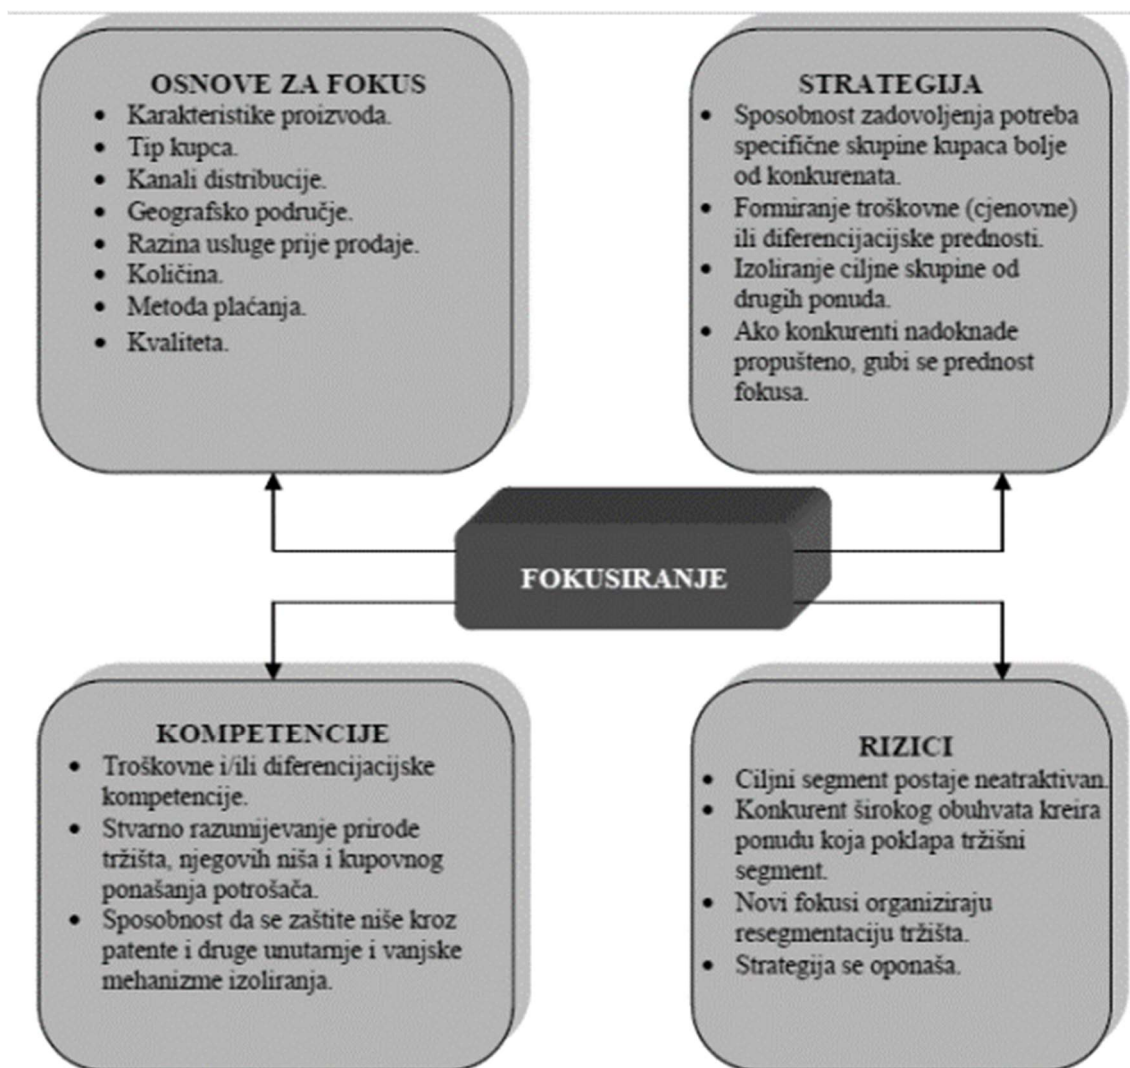 OSNOVE ZA FOKUS
• Karakteristike proizvoda.
• Tip kupca.
• Kanali distribucije.
• Geografsko područje.
• Razina usluge prije prodaje.
• Količina.
• Metoda plaćanja.
• Kvaliteta.
STRATEGIJA
• Sposobnost zadovoljenja potreba
specifične skupine kupaca bolje
od konkurenata.
• Formiranje troškovne (cjenovne)
ili diferencijacijske prednosti.
• Izoliranje ciljne skupine od
drugih ponuda.
• Ako konkurenti nadoknade
propušteno, gubi se prednost
fokusa.
FOKUSIRANJE
KOMPETENCIJE
• Troškovne i/ili diferencijacijske
kompetencije.
• Stvarno razumijevanje prirode
tržišta, njegovih niša i kupovnog
ponašanja potrošača.
• Sposobnost da se zaštite niše kroz
patente i druge unutarnje i vanjske
mehanizme izoliranja.
RIZICI
• Ciljni segment postaje neatraktivan.
• Konkurent širokog obuhvata kreira
ponudu koja poklapa tržišni
segment.
• Novi fokusi organiziraju
resegmentaciju tržišta.
• Strategija se oponaša.